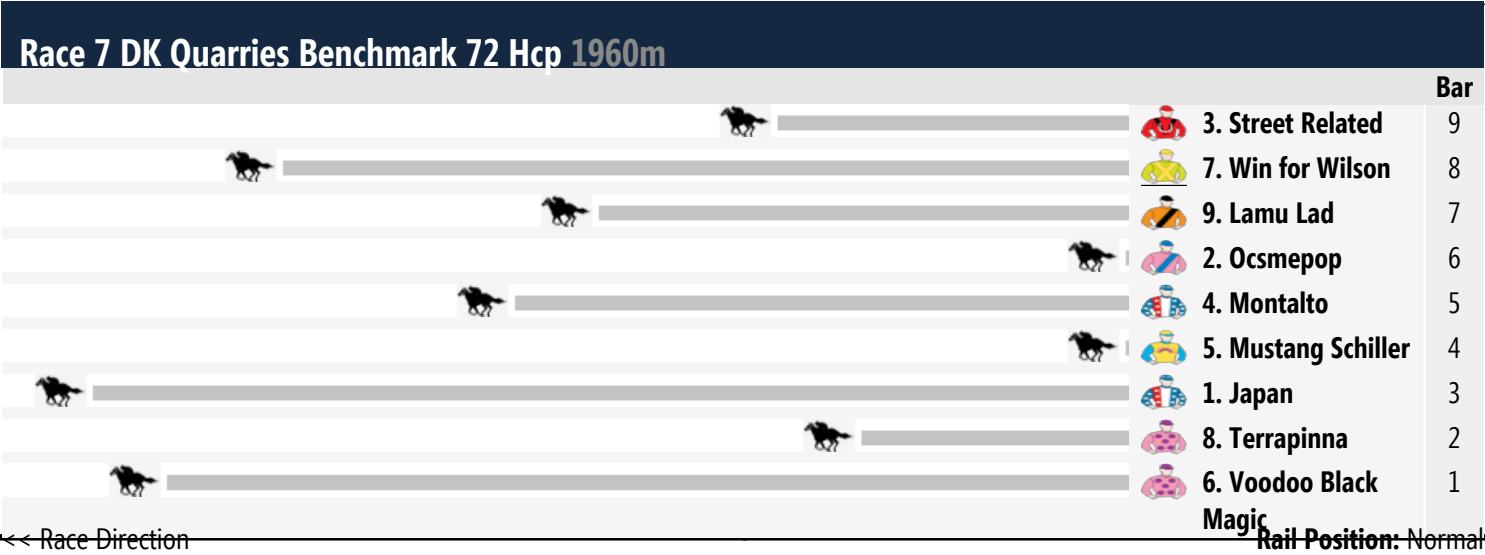 Race 7 DK Quarries Benchmark 72 Hcp 1960m
Bar
3. Street Related 9
7. Win for Wilson 8
9. Lamu Lad 7
2. Ocsmepop 6
4. Montalto 5
5. Mustang Schiller 4
1. Japan 3
8. Terrapinna 2
6. Voodoo Black 1
Magic
<< Race Direction Rail Position: Normal